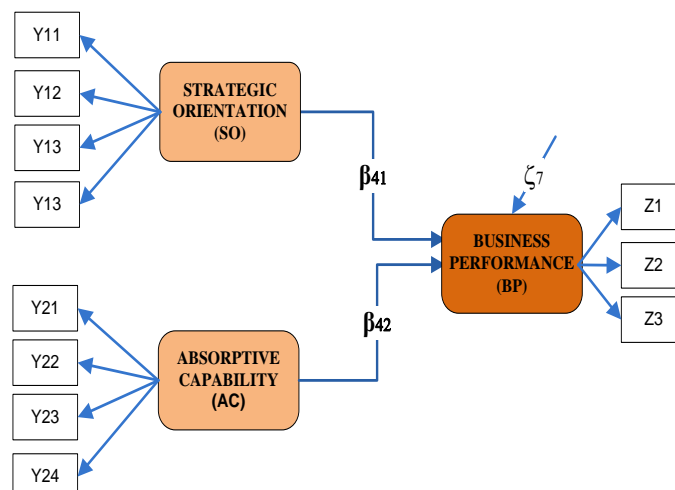 Y11
Y12
Y13
Y13
STRATEGIC
ORIENTATION
(SO)
β41
ζ7
BUSINESS
PERFORMANCE
(BP)
Z1
Z2
Z3
β42
Y21
Y22
Y23
Y24
ABSORPTIVE
CAPABILITY
(AC)